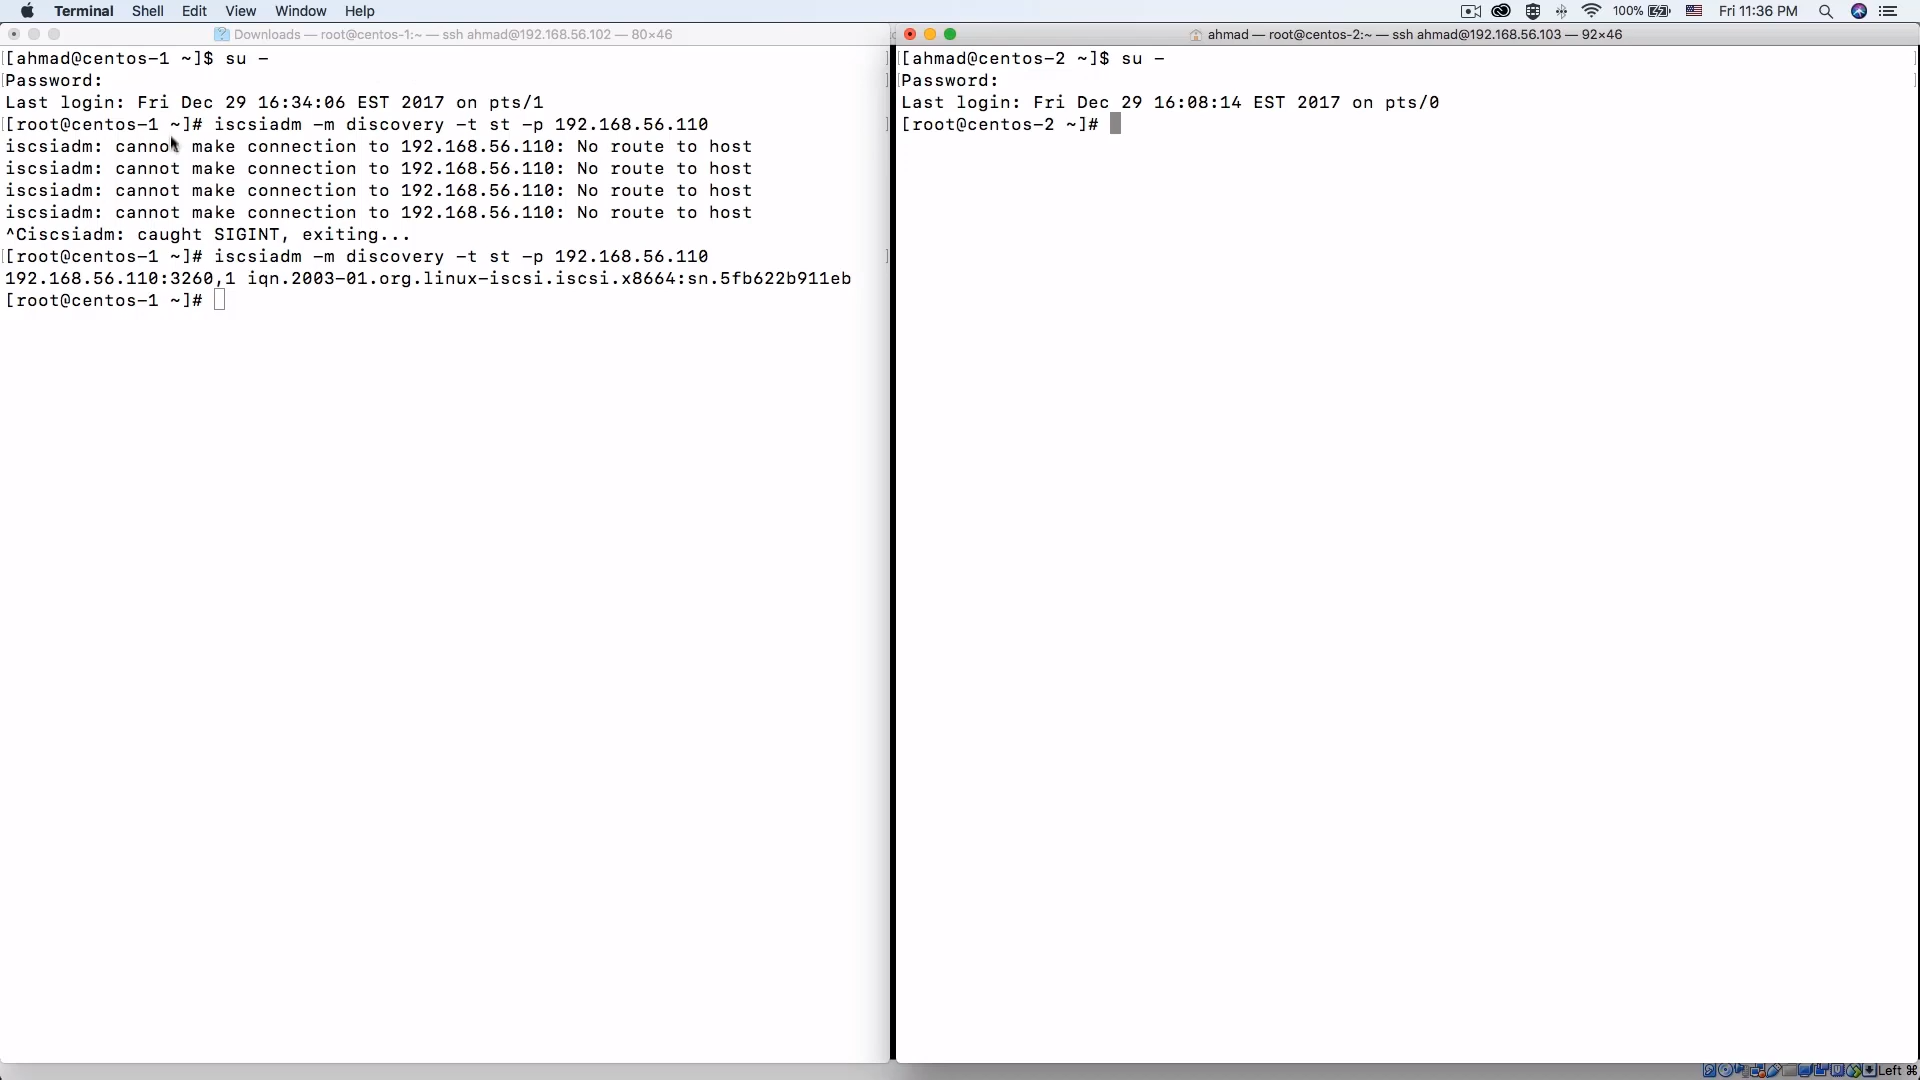 Terminal Shell Edit View Window Help 100% Fri 11:36 PM
Downloads — root@centos-1:~ — ssh ahmad@192.168.56.102 — 80×46
[ahmad@centos-1 ~]$ su -
Password:
Last login: Fri Dec 29 16:34:06 EST 2017 on pts/1
[root@centos-1 ~]# iscsiadm -m discovery -t st -p 192.168.56.110
iscsiadm: cannot make connection to 192.168.56.110: No route to host
iscsiadm: cannot make connection to 192.168.56.110: No route to host
iscsiadm: cannot make connection to 192.168.56.110: No route to host
iscsiadm: cannot make connection to 192.168.56.110: No route to host
^Ciscsiadm: caught SIGINT, exiting...
[root@centos-1 ~]# iscsiadm -m discovery -t st -p 192.168.56.110
192.168.56.110:3260,1 iqn.2003-01.org.linux-iscsi.iscsi.x8664:sn.5fb622b911eb
[root@centos-1 ~]#
ahmad — root@centos-2:~ — ssh ahmad@192.168.56.103 — 92×46
[ahmad@centos-2 ~]$ su -
Password:
Last login: Fri Dec 29 16:08:14 EST 2017 on pts/0
[root@centos-2 ~]#
Left ⌘